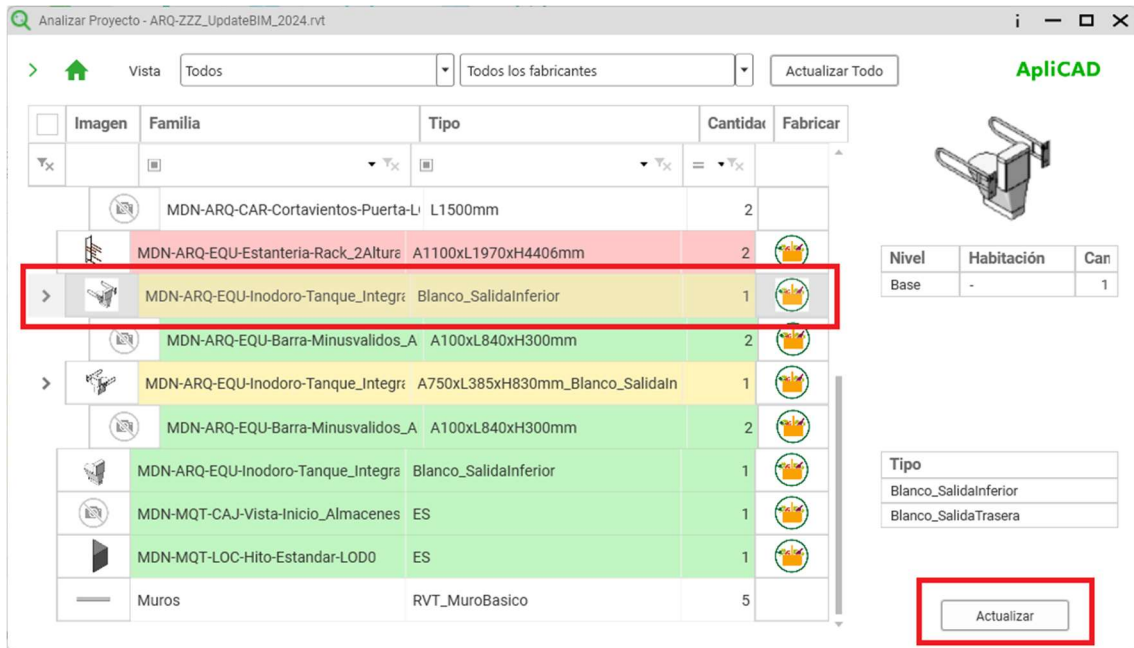 Analizar Proyecto - ARQ-ZZZ_UpdateBIM_2024.rvt
Vista Todos Todos los fabricantes Actualizar Todo ApliCAD
Imagen Familia Tipo Cantidac Fabricar
MDN-ARQ-CAR-Cortavientos-Puerta-L L1500mm 2
MDN-ARQ-EQU-Estanteria-Rack_2Altura A1100xL1970xH4406mm 2
MDN-ARQ-EQU-Inodoro-Tanque_Integra Blanco_SalidaInferior 1
MDN-ARQ-EQU-Barra-Minusvalidos_A A100xL840xH300mm 2
MDN-ARQ-EQU-Inodoro-Tanque_Integra A750xL385xH830mm_Blanco_SalidaIn 1
MDN-ARQ-EQU-Barra-Minusvalidos_A A100xL840xH300mm 2
MDN-ARQ-EQU-Inodoro-Tanque_Integra Blanco_SalidaInferior 1
MDN-MQT-CAJ-Vista-Inicio_Almacenes ES 1
MDN-MQT-LOC-Hito-Estandar-LOD0 ES 1
Muros RVT_MuroBasico 5
Nivel Habitación Can
Base - 1
Tipo
Blanco_SalidaInferior
Blanco_SalidaTrasera
Actualizar